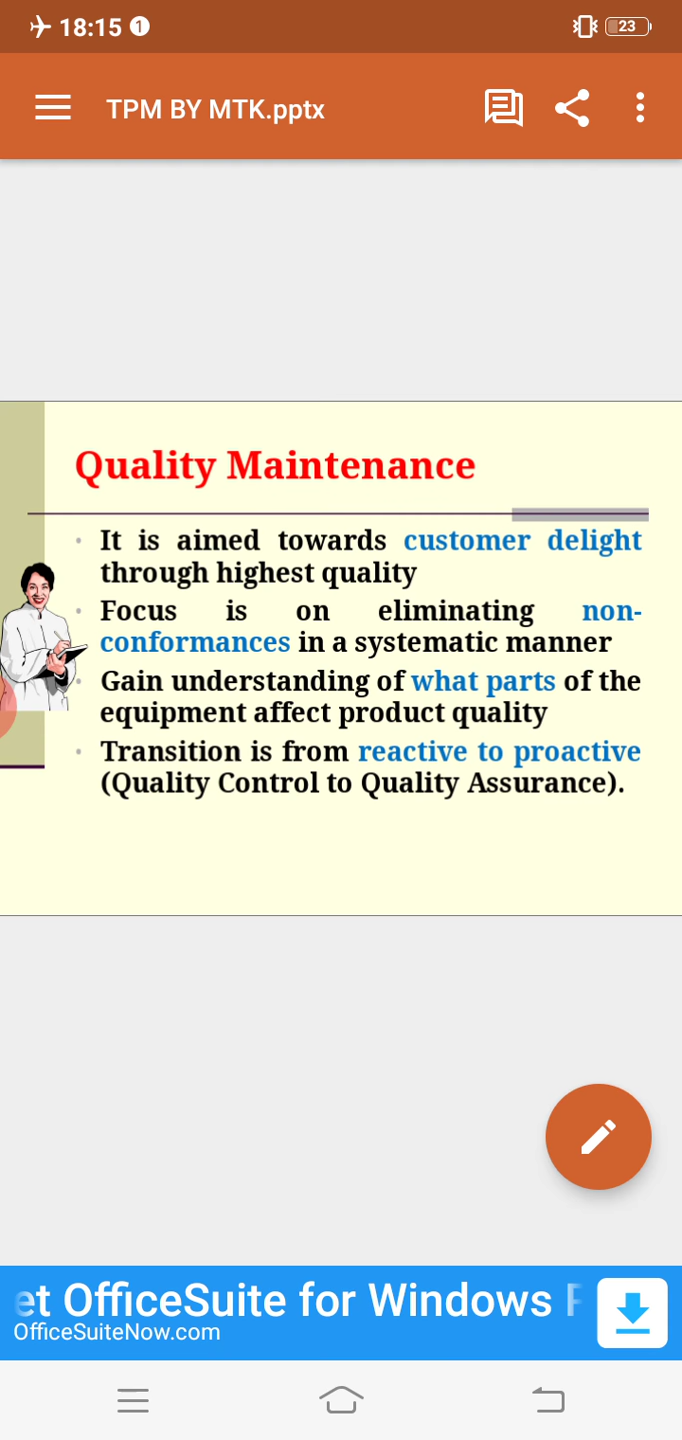 18:15 1 23
TPM BY MTK.pptx
Quality Maintenance
• It is aimed towards customer delight
through highest quality
• Focus is on eliminating non-
conformances in a systematic manner
• Gain understanding of what parts of the
equipment affect product quality
• Transition is from reactive to proactive
(Quality Control to Quality Assurance).
et OfficeSuite for Windows
OfficeSuiteNow.com